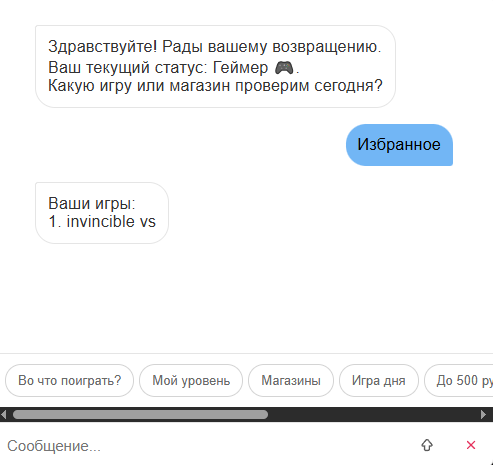 Здравствуйте! Рады вашему возвращению.
Ваш текущий статус: Геймер 🎮.
Какую игру или магазин проверим сегодня?
Избранное
Ваши игры:
1. invincible vs
Во что поиграть?
Мой уровень
Магазины
Игра дня
До 500 ру
Сообщение...